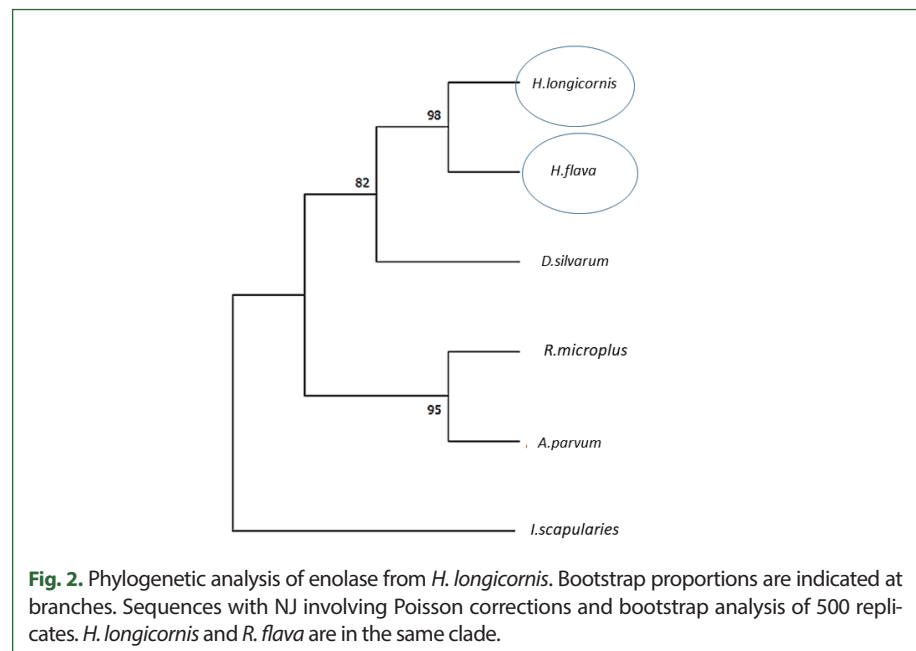 H.longicornis
98
H.flava
82
D.silvarum
R.microplus
95
A.parvum
I.scapularies
Fig. 2. Phylogenetic analysis of enolase from H. longicornis. Bootstrap proportions are indicated at
branches. Sequences with NJ involving Poisson corrections and bootstrap analysis of 500 repli-
cates. H. longicornis and R. flava are in the same clade.